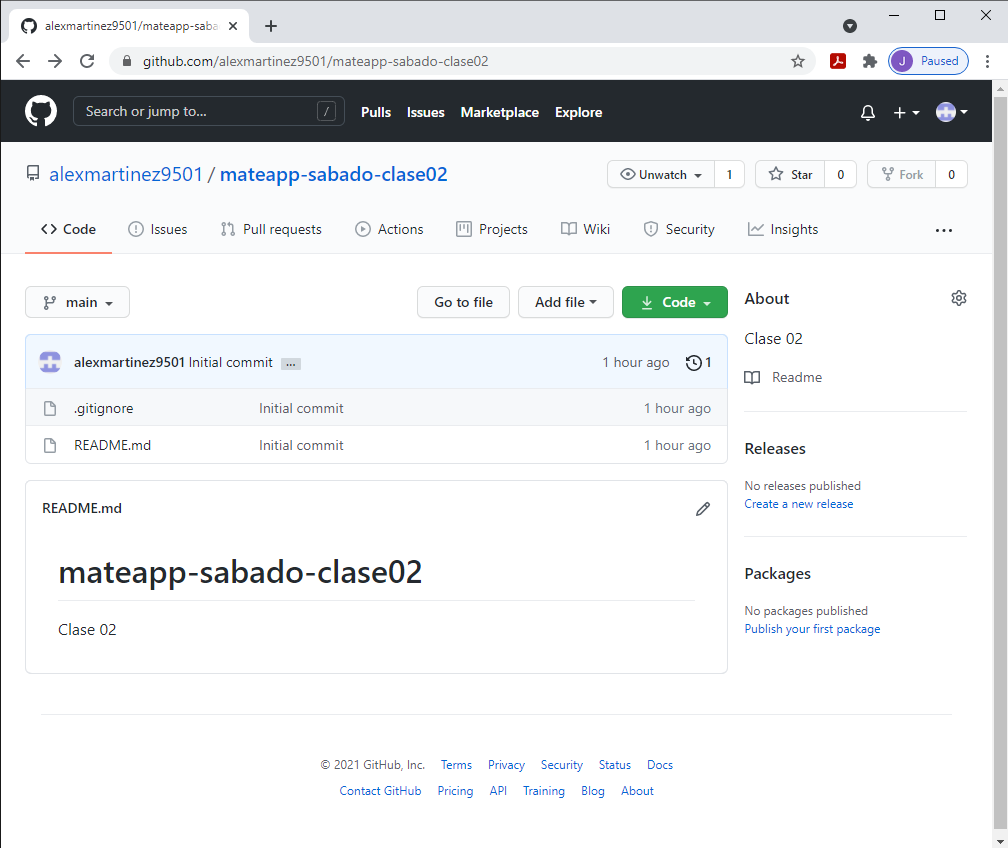 alexmartinez9501/mateapp-saba
github.com/alexmartinez9501/mateapp-sabado-clase02
J Paused
Search or jump to... /
Pulls Issues Marketplace Explore
alexmartinez9501 / mateapp-sabado-clase02
Unwatch 1 Star 0 Fork 0
Code Issues Pull requests Actions Projects Wiki Security Insights ...
main Go to file Add file Code
alexmartinez9501 Initial commit ... 1 hour ago 1
.gitignore Initial commit 1 hour ago
README.md Initial commit 1 hour ago
README.md
mateapp-sabado-clase02
Clase 02
About
Clase 02
Readme
Releases
No releases published
Create a new release
Packages
No packages published
Publish your first package
© 2021 GitHub, Inc. Terms Privacy Security Status Docs
Contact GitHub Pricing API Training Blog About